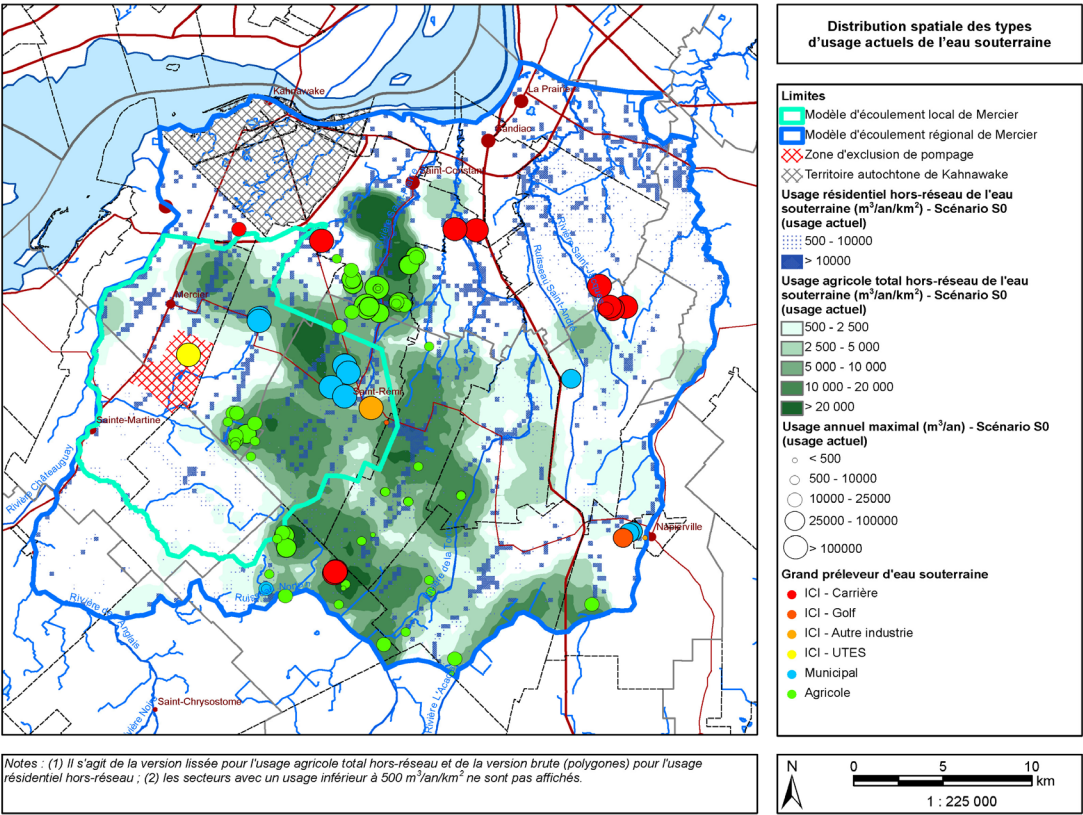 Distribution spatiale des types
d'usage actuels de l'eau souterraine
Limites
Modèle d'écoulement local de Mercier
Modèle d'écoulement régional de Mercier
Zone d'exclusion de pompage
Territoire autochtone de Kahnawake
Usage résidentiel hors-réseau de l'eau
souterraine (m³/an/km²) - Scénario S0
(usage actuel)
500 - 10000
> 10000
Usage agricole total hors-réseau de l'eau
souterraine (m³/an/km²) - Scénario S0
(usage actuel)
500 - 2 500
2 500 - 5 000
5 000 - 10 000
10 000 - 20 000
> 20 000
Usage annuel maximal (m³/an) - Scénario S0
(usage actuel)
< 500
500 - 10000
10000 - 25000
25000 - 100000
> 100000
Grand préleveur d'eau souterraine
ICI - Carrière
ICI - Golf
ICI - Autre industrie
ICI - UTES
Municipal
Agricole
Kahnawake
La Prairie
Candiac
Saint-Constant
Mercier
Saint-Rémi
Sainte-Martine
Napierville
Saint-Chrysostome
Rivière Châteauguay
Ruisseau Saint-André
Rivière Saint-
Rivière des Anglais
Ruisseau Norton
Rivière de la
Rivière L'Acadie
Rivière Noire
Notes : (1) Il s'agit de la version lissée pour l'usage agricole total hors-réseau et de la version brute (polygones) pour l'usage
résidentiel hors-réseau ; (2) les secteurs avec un usage inférieur à 500 m³/an/km² ne sont pas affichés.
N
0 5 10
km
1 : 225 000